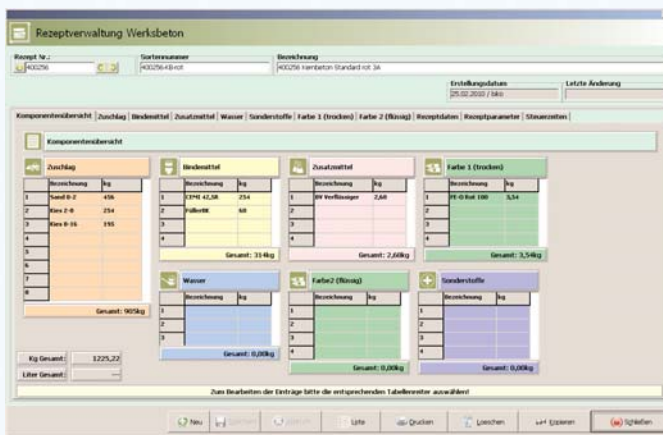 Rezeptverwaltung Werksbeton
Rezept Nr.: Sortennummer Bezeichnung
400256 400256-KB-rot 400256 Kernbeton Standard rot 3A
Erstellungsdatum Letzte Änderung
25.02.2010 / biko
Komponentenübersicht Zuschlag Bindemittel Zusatzmittel Wasser Sonderstoffe Farbe 1 (trocken) Farbe 2 (flüssig) Rezeptdaten Rezeptparameter Steuerzeiten
Komponentenübersicht
Zuschlag
Bezeichnung kg
1 Sand 0-2 456
2 Kies 2-8 254
3 Kies 8-16 195
4
5
6
7
8
Gesamt: 905kg
Bindemittel
Bezeichnung kg
1 CEMI 42,5R 254
2 FüllerBK 60
3
4
Gesamt: 314kg
Zusatzmittel
Bezeichnung kg
1 BV Verflüssiger 2,60
2
3
4
Gesamt: 2,60kg
Farbe 1 (trocken)
Bezeichnung kg
1 FE-O Rot 100 3,54
2
3
4
Gesamt: 3,54kg
Wasser
Bezeichnung kg
1
2
3
Gesamt: 0,00kg
Farbe2 (flüssig)
Bezeichnung kg
1
2
3
4
Gesamt: 0,00kg
Sonderstoffe
Bezeichnung kg
1
2
3
4
Gesamt: 0,00kg
Kg Gesamt: 1225,22
Liter Gesamt: ---
Zum Bearbeiten der Einträge bitte die entsprechenden Tabellenreiter auswählen!
Neu Liste Drucken Loeschen Kopieren Schließen